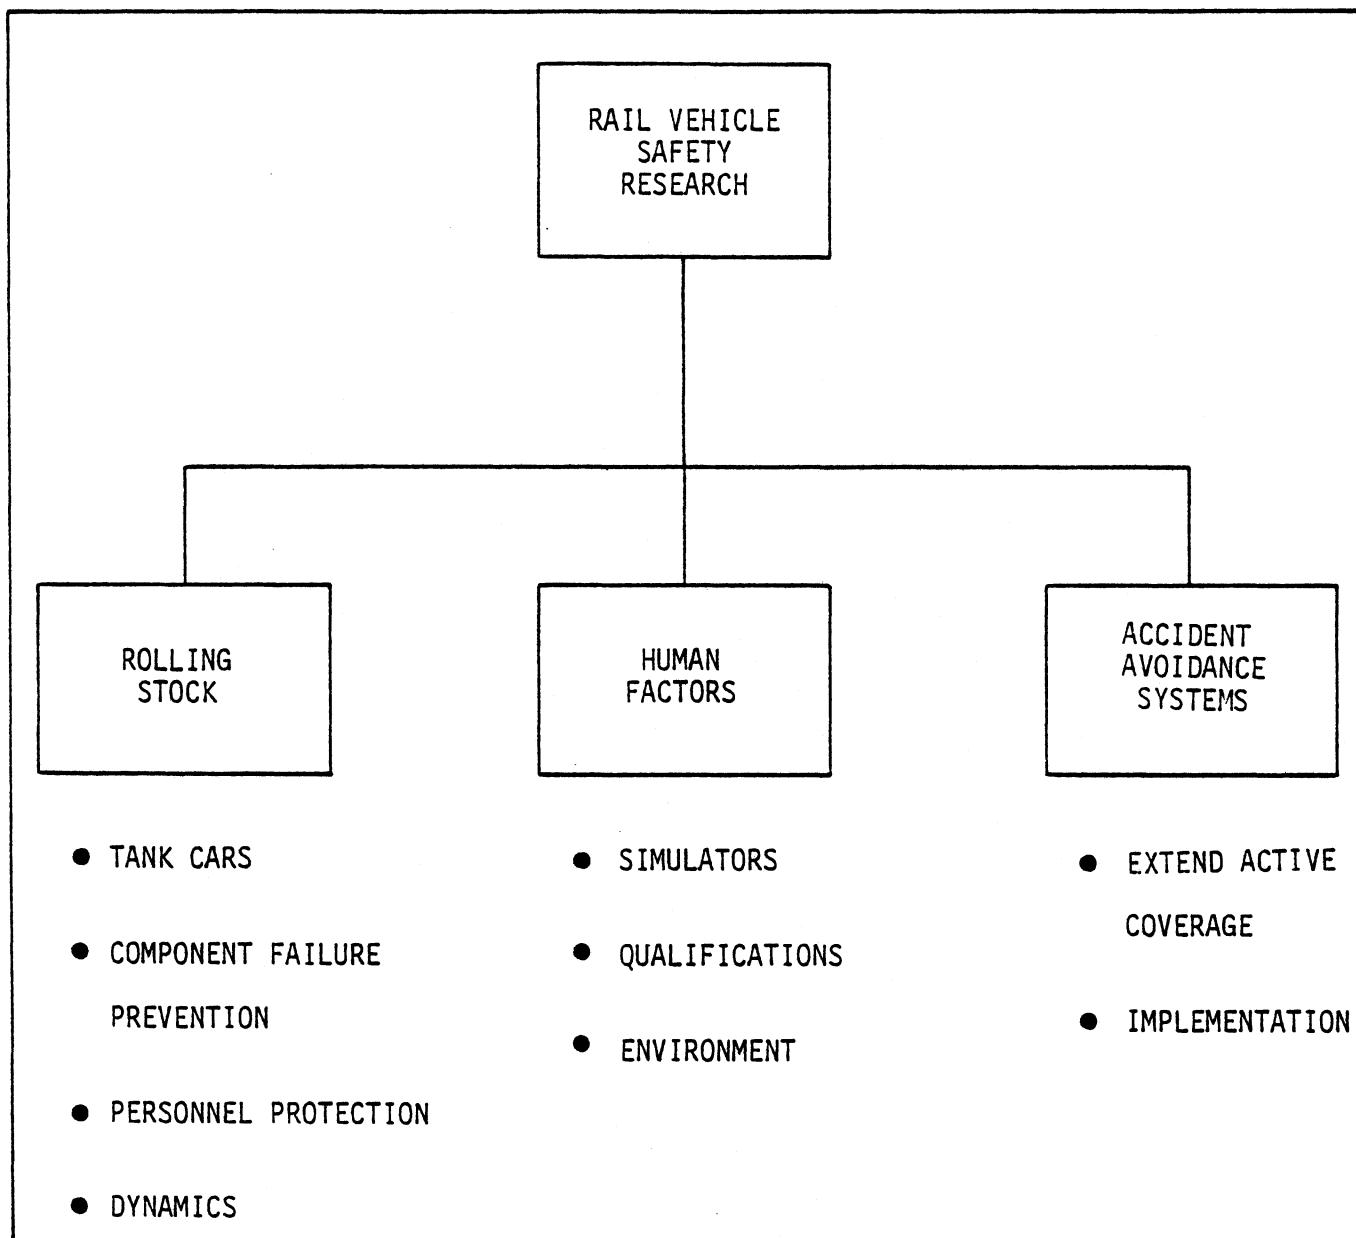 RAIL VEHICLE
SAFETY
RESEARCH
ROLLING
STOCK
HUMAN
FACTORS
ACCIDENT
AVOIDANCE
SYSTEMS
● TANK CARS
● COMPONENT FAILURE
PREVENTION
● PERSONNEL PROTECTION
● DYNAMICS
● SIMULATORS
● QUALIFICATIONS
● ENVIRONMENT
● EXTEND ACTIVE
COVERAGE
● IMPLEMENTATION